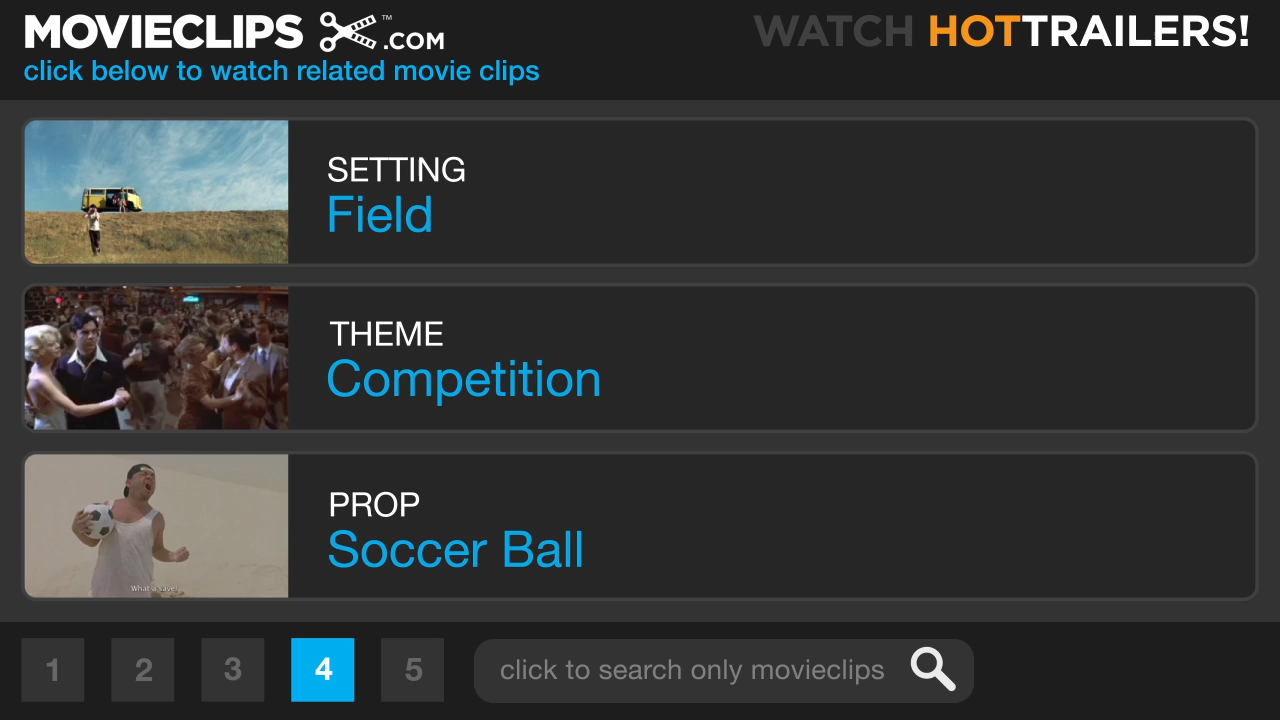 MOVIECLIPS ™ .COM
WATCH HOTTRAILERS!
click below to watch related movie clips
SETTING
Field
THEME
Competition
PROP
Soccer Ball
What a save!
1 2 3 4 5
click to search only movieclips